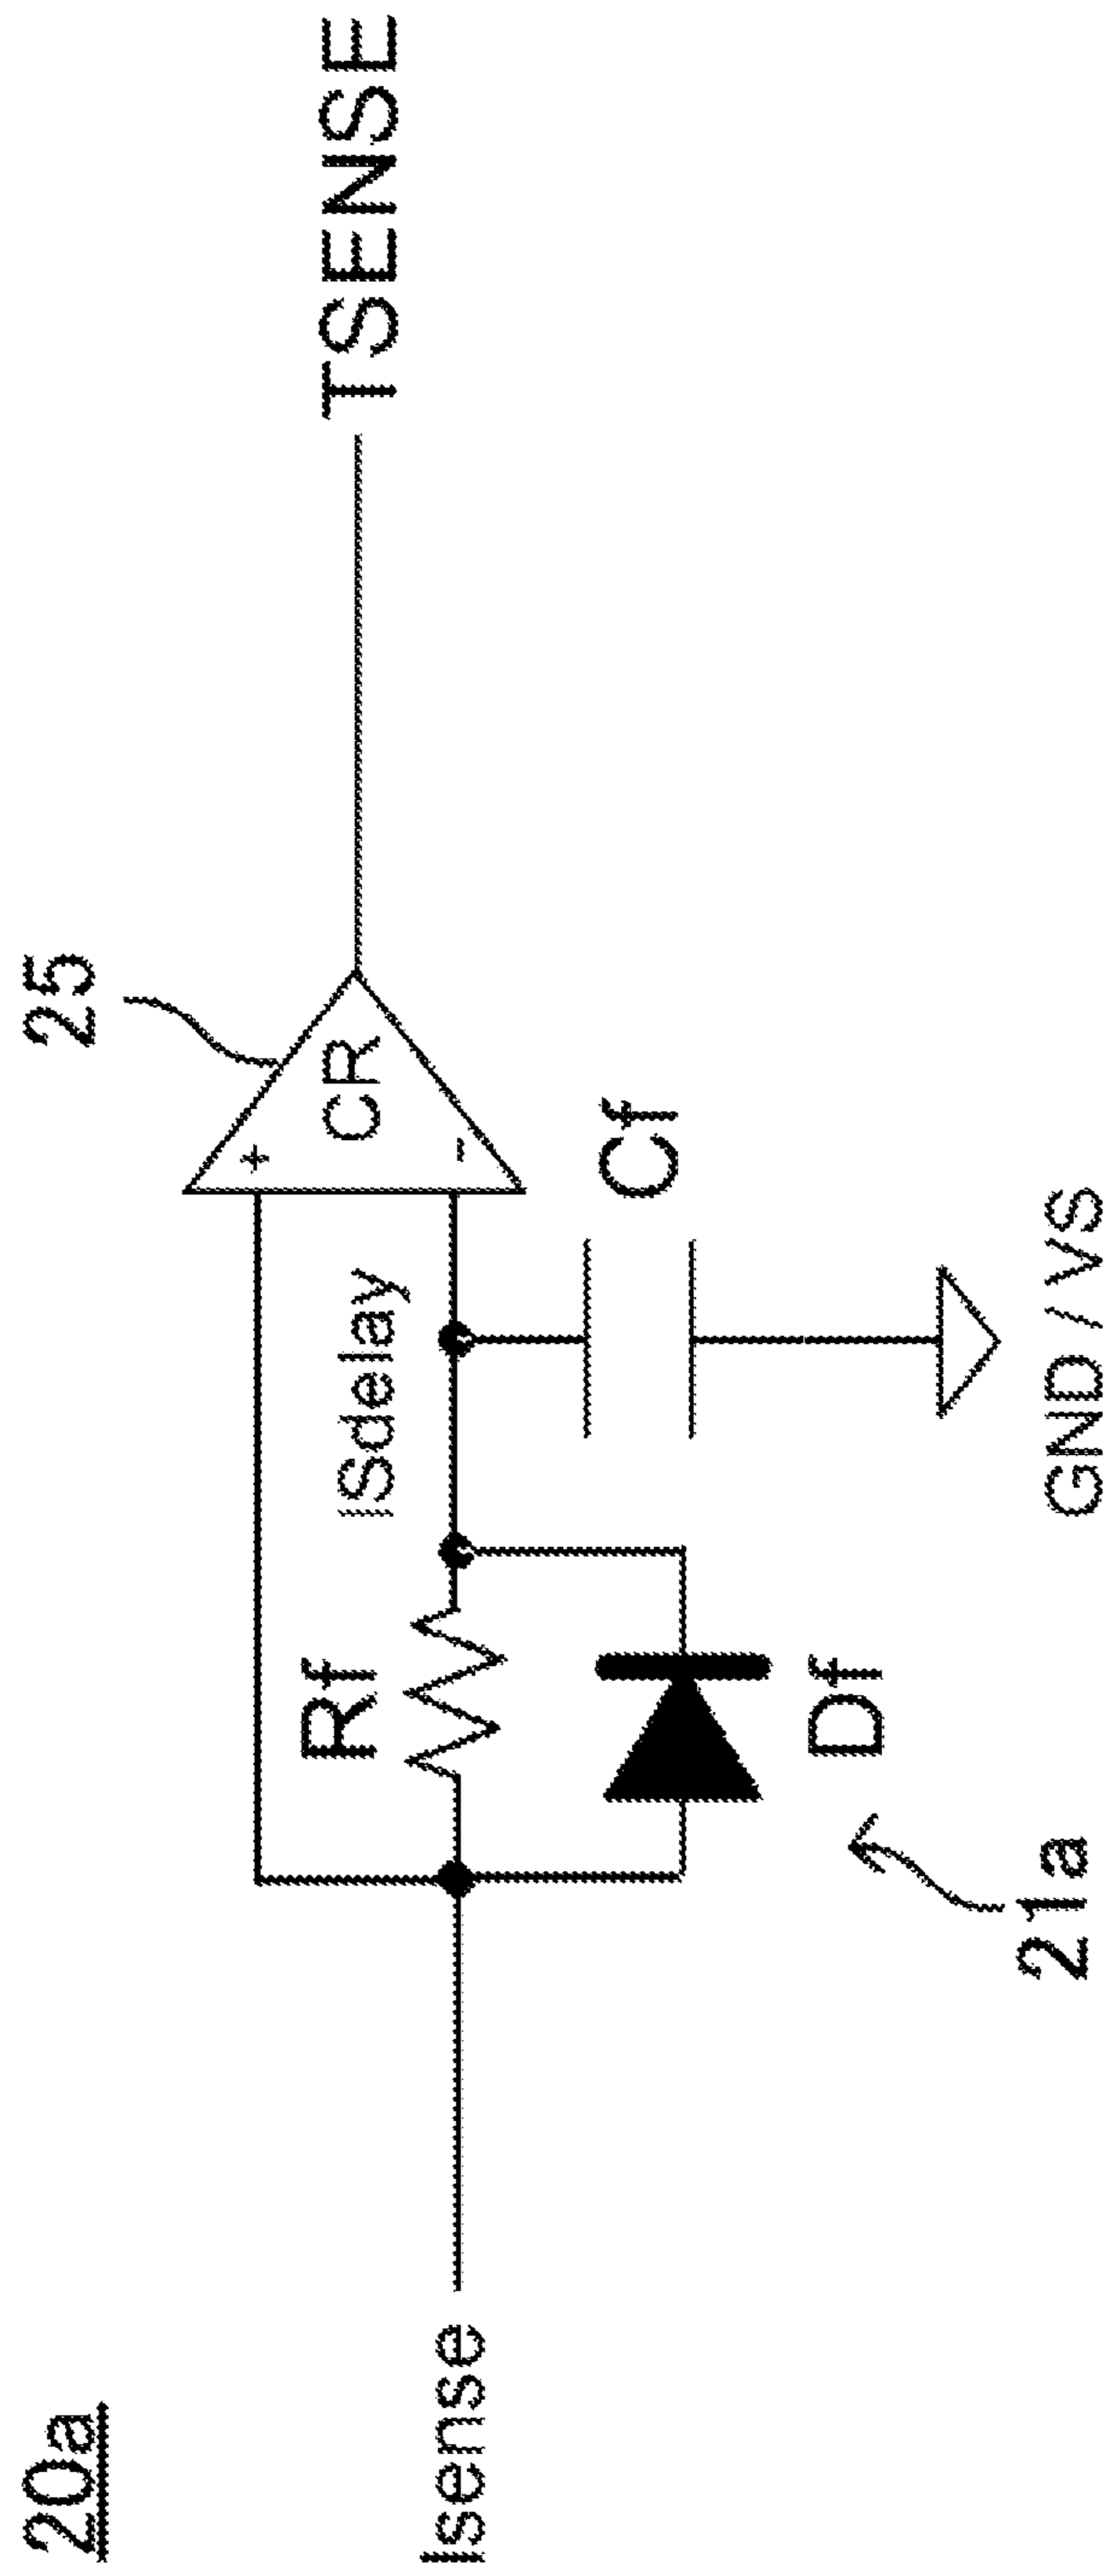 20a
25
+
CR
-
TSENSE
ISdelay
Rf
Isense
Cf
Df
21a
GND / VS